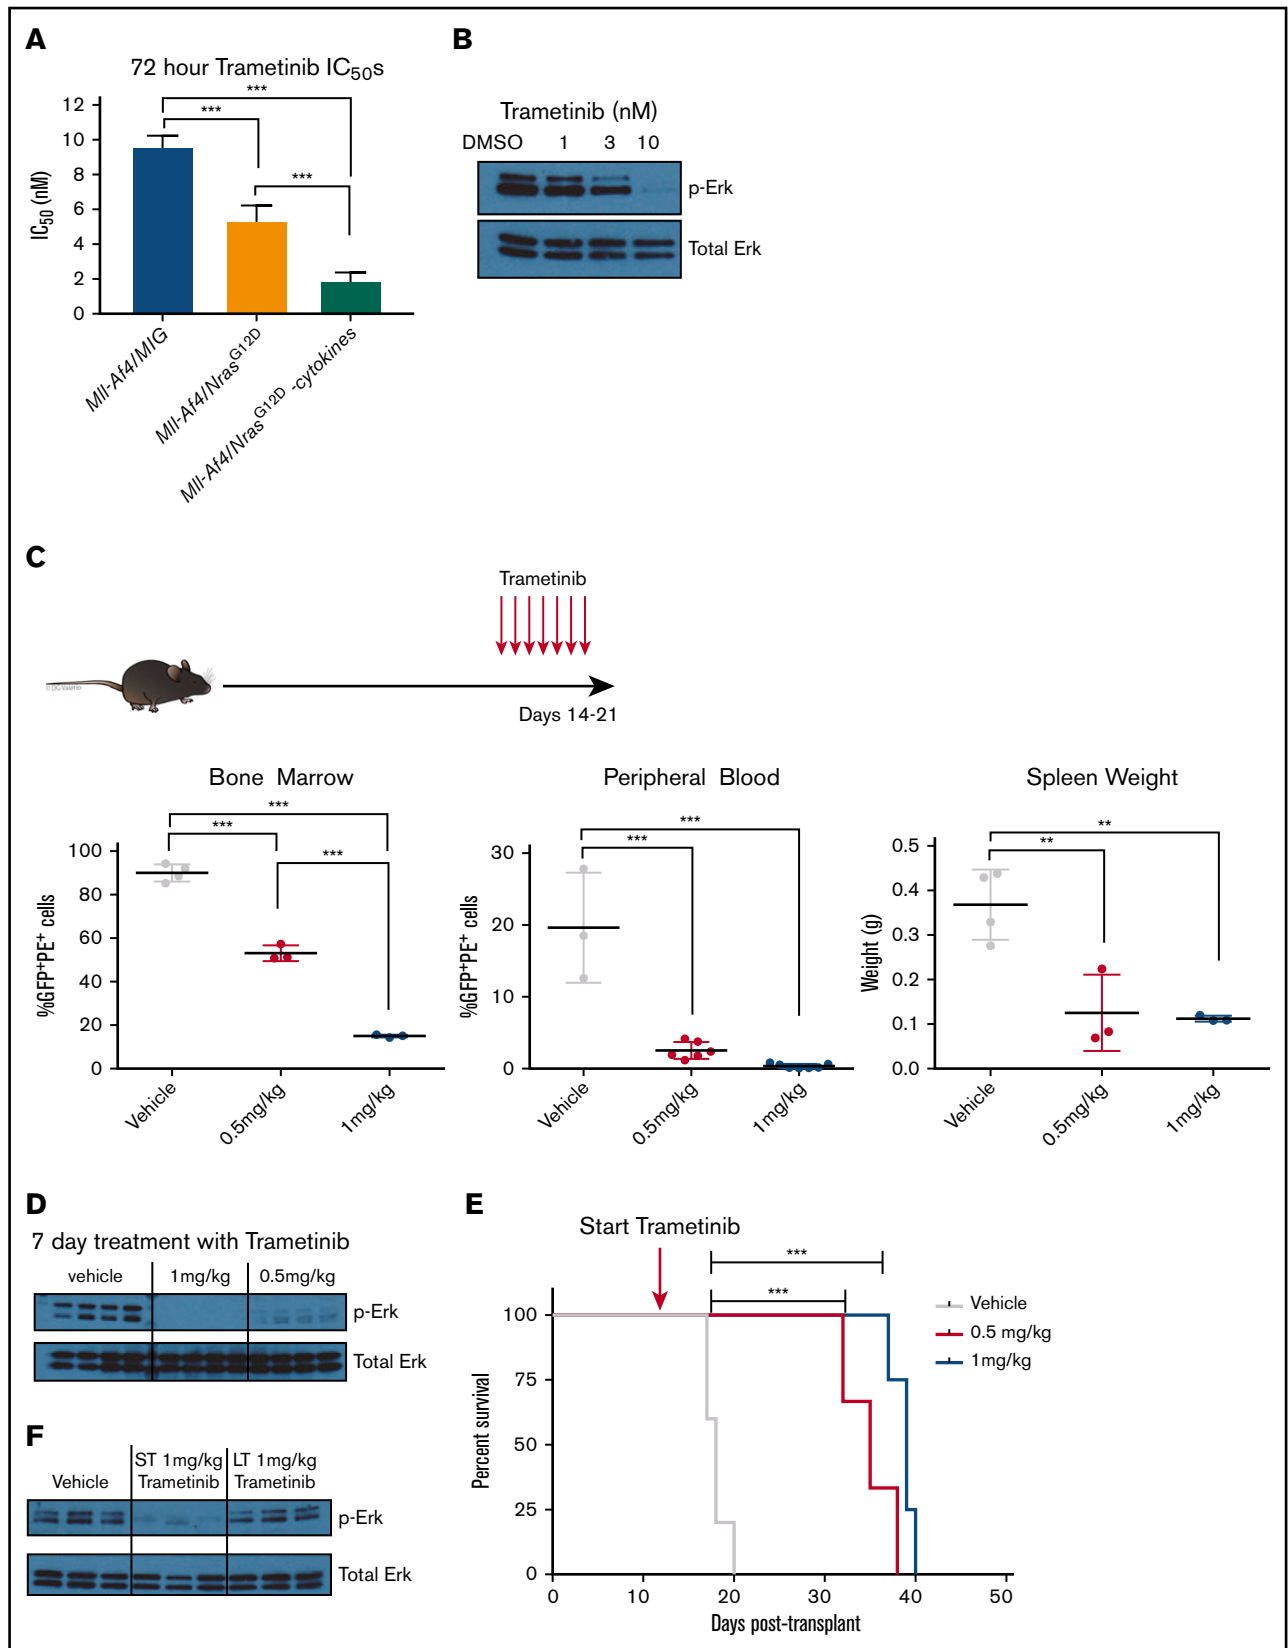 A
72 hour Trametinib IC50s
***
***
***
12
10
8
6
4
2
0
IC50 (nM)
Mll-Af4/MIG
Mll-Af4/NrasG12D
Mll-Af4/NrasG12D -cytokines
B
Trametinib (nM)
DMSO 1 3 10
p-Erk
Total Erk
C
Trametinib
© DG Valerio
Days 14-21
Bone Marrow
***
***
***
100
80
60
40
20
0
%GFP+PE+ cells
Vehicle
0.5mg/kg
1mg/kg
Peripheral Blood
***
***
30
20
10
0
%GFP+PE+ cells
Vehicle
0.5mg/kg
1mg/kg
Spleen Weight
**
**
0.5
0.4
0.3
0.2
0.1
0.0
Weight (g)
Vehicle
0.5mg/kg
1mg/kg
D
7 day treatment with Trametinib
vehicle 1mg/kg 0.5mg/kg
p-Erk
Total Erk
E
Start Trametinib
***
***
100
75
50
25
0
Percent survival
0 10 20 30 40 50
Days post-transplant
Vehicle
0.5 mg/kg
1mg/kg
F
Vehicle
ST 1mg/kg
Trametinib
LT 1mg/kg
Trametinib
p-Erk
Total Erk